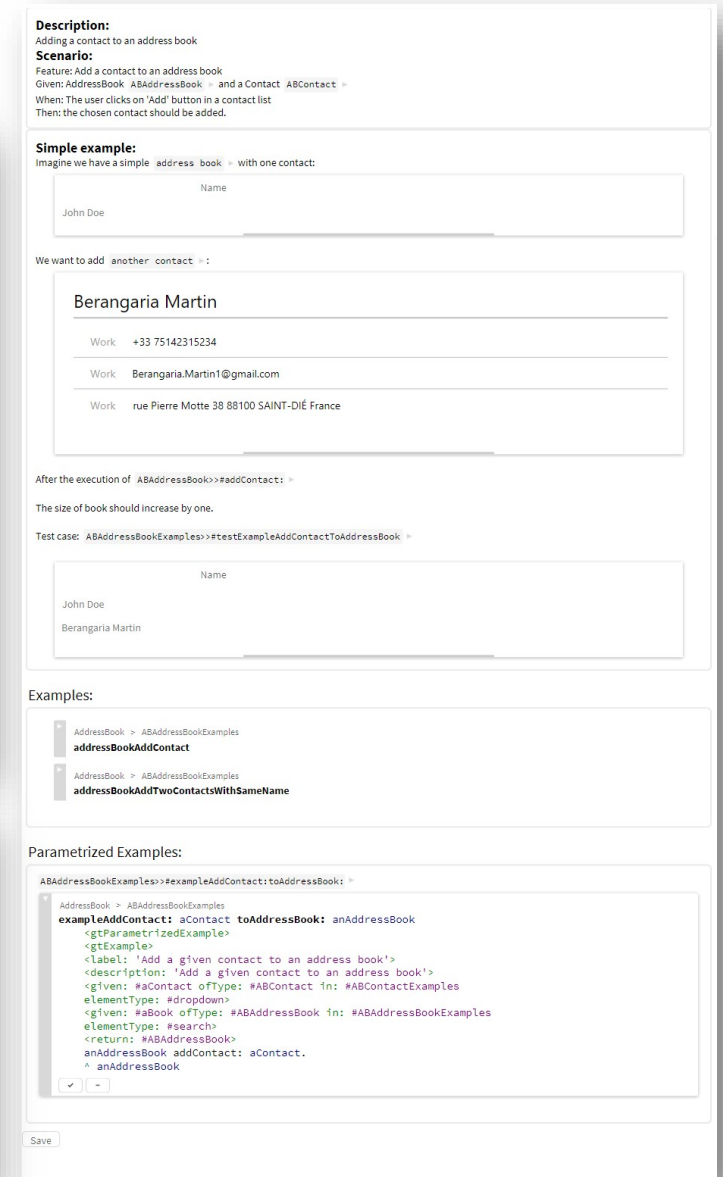 Description:
Adding a contact to an address book
Scenario:
Feature: Add a contact to an address book
Given: AddressBook ABAddressBook ▸ and a Contact ABContact ▸
When: The user clicks on 'Add' button in a contact list
Then: the chosen contact should be added.
Simple example:
Imagine we have a simple address book ▸ with one contact:
Name
John Doe
We want to add another contact ▸ :
Berangaria Martin
Work +33 75142315234
Work Berangaria.Martin1@gmail.com
Work rue Pierre Motte 38 88100 SAINT-DIÉ France
After the execution of ABAddressBook>>#addContact: ▸
The size of book should increase by one.
Test case: ABAddressBookExamples>>#testExampleAddContactToAddressBook ▸
Name
John Doe
Berangaria Martin
Examples:
AddressBook > ABAddressBookExamples
addressBookAddContact
AddressBook > ABAddressBookExamples
addressBookAddTwoContactsWithSameName
Parametrized Examples:
ABAddressBookExamples>>#exampleAddContact:toAddressBook: ▸
AddressBook > ABAddressBookExamples
exampleAddContact: aContact toAddressBook: anAddressBook
<gtParametrizedExample>
<gtExample>
<label: 'Add a given contact to an address book'>
<description: 'Add a given contact to an address book'>
<given: #aContact ofType: #ABContact in: #ABContactExamples
elementType: #dropdown>
<given: #aBook ofType: #ABAddressBook in: #ABAddressBookExamples
elementType: #search>
<return: #ABAddressBook>
anAddressBook addContact: aContact.
^ anAddressBook
Save